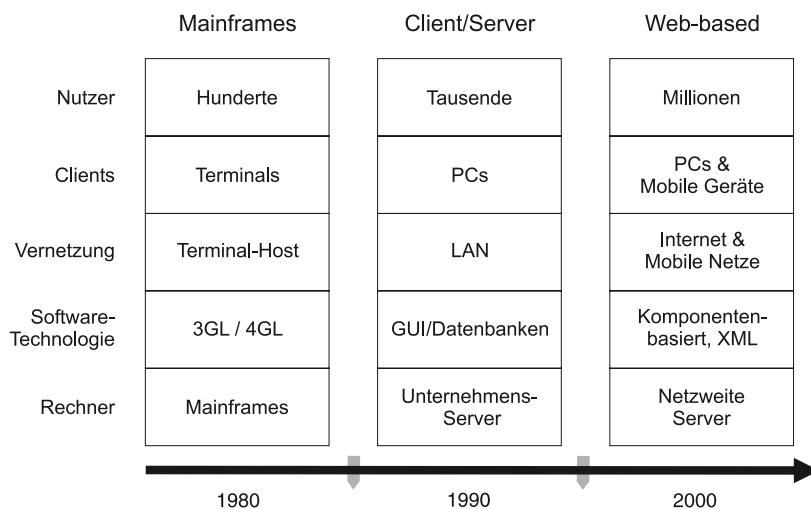 Mainframes Client/Server Web-based
Nutzer Hunderte Tausende Millionen
Clients Terminals PCs PCs &
Mobile Geräte
Vernetzung Terminal-Host LAN Internet &
Mobile Netze
Software-
Technologie 3GL / 4GL GUI/Datenbanken Komponenten-
basiert, XML
Rechner Mainframes Unternehmens-
Server Netzweite
Server
1980 1990 2000